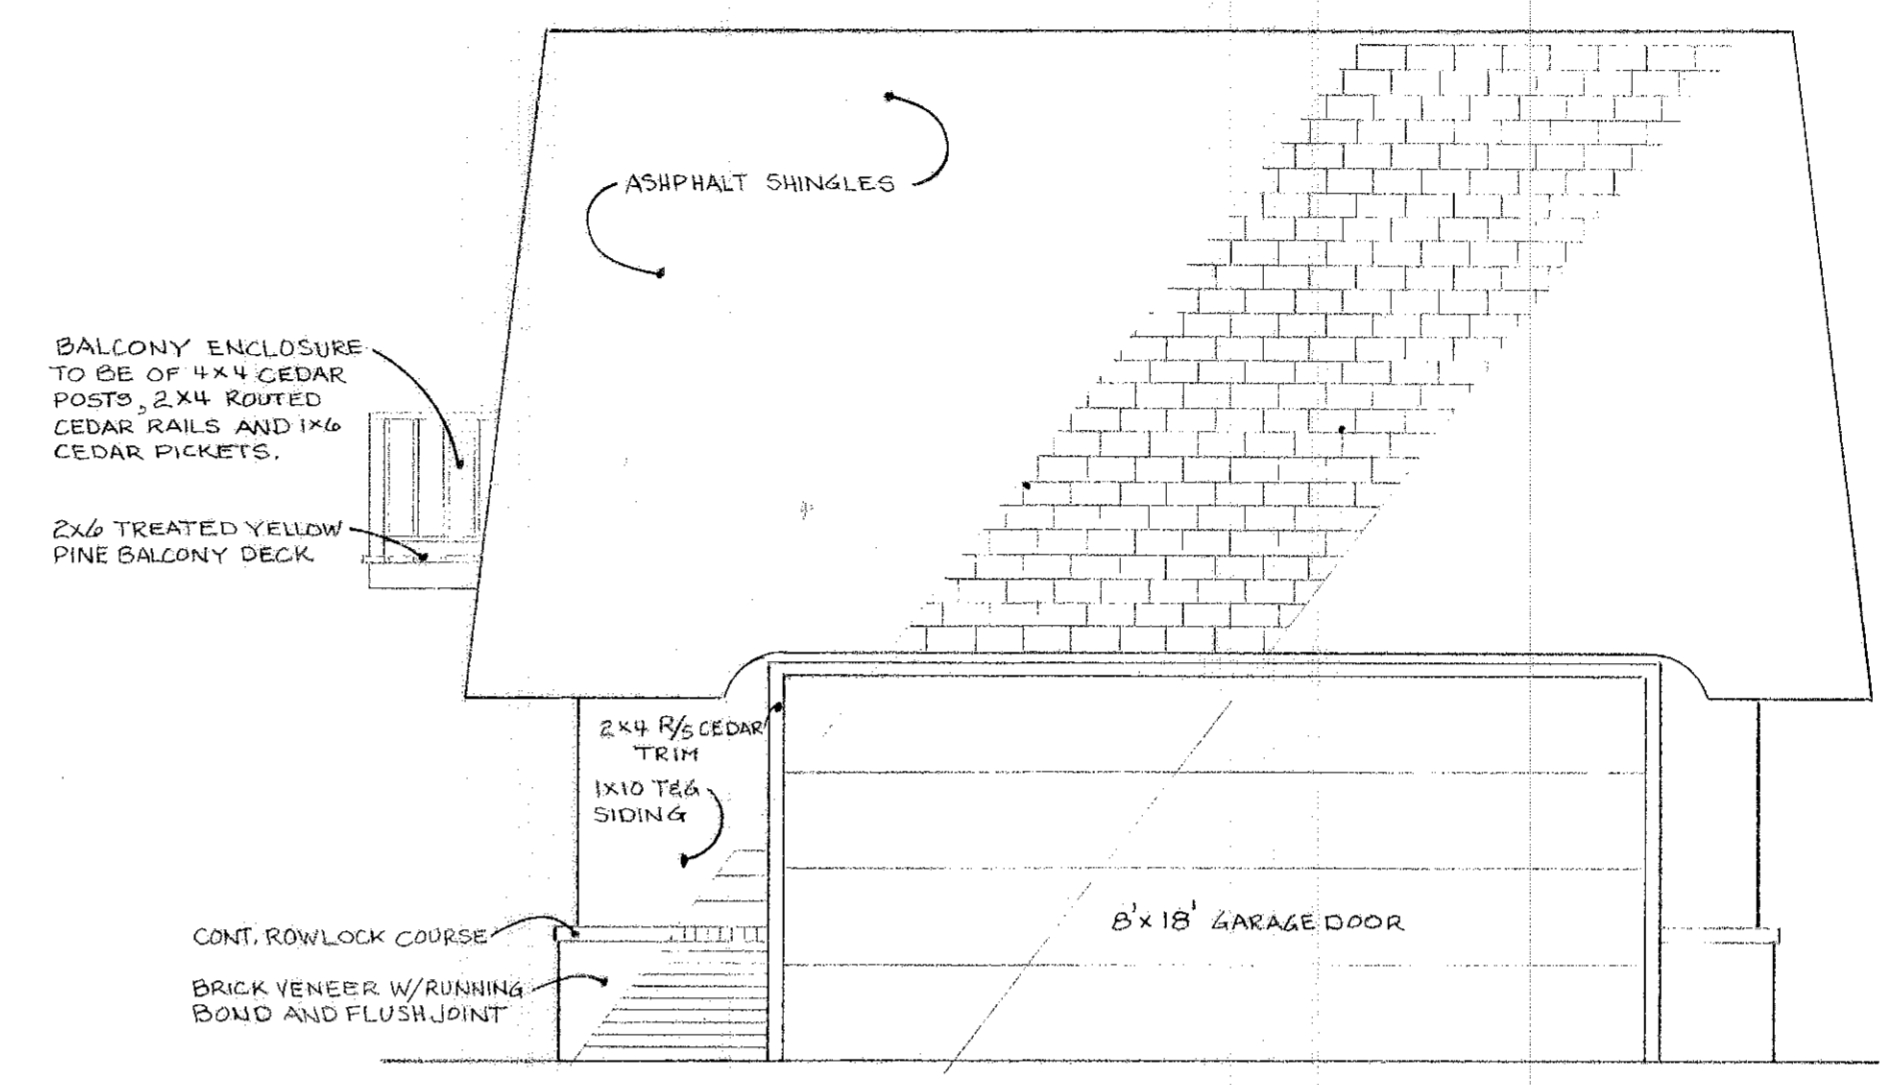 ASHPHALT SHINGLES
BALCONY ENCLOSURE
TO BE OF 4X4 CEDAR
POSTS, 2X4 ROUTED
CEDAR RAILS AND 1X6
CEDAR PICKETS.
2X6 TREATED YELLOW
PINE BALCONY DECK
2X4 R/S CEDAR
TRIM
1X10 T&G
SIDING
CONT. ROWLOCK COURSE
8'X18' GARAGE DOOR
BRICK VENEER W/RUNNING
BOND AND FLUSH JOINT